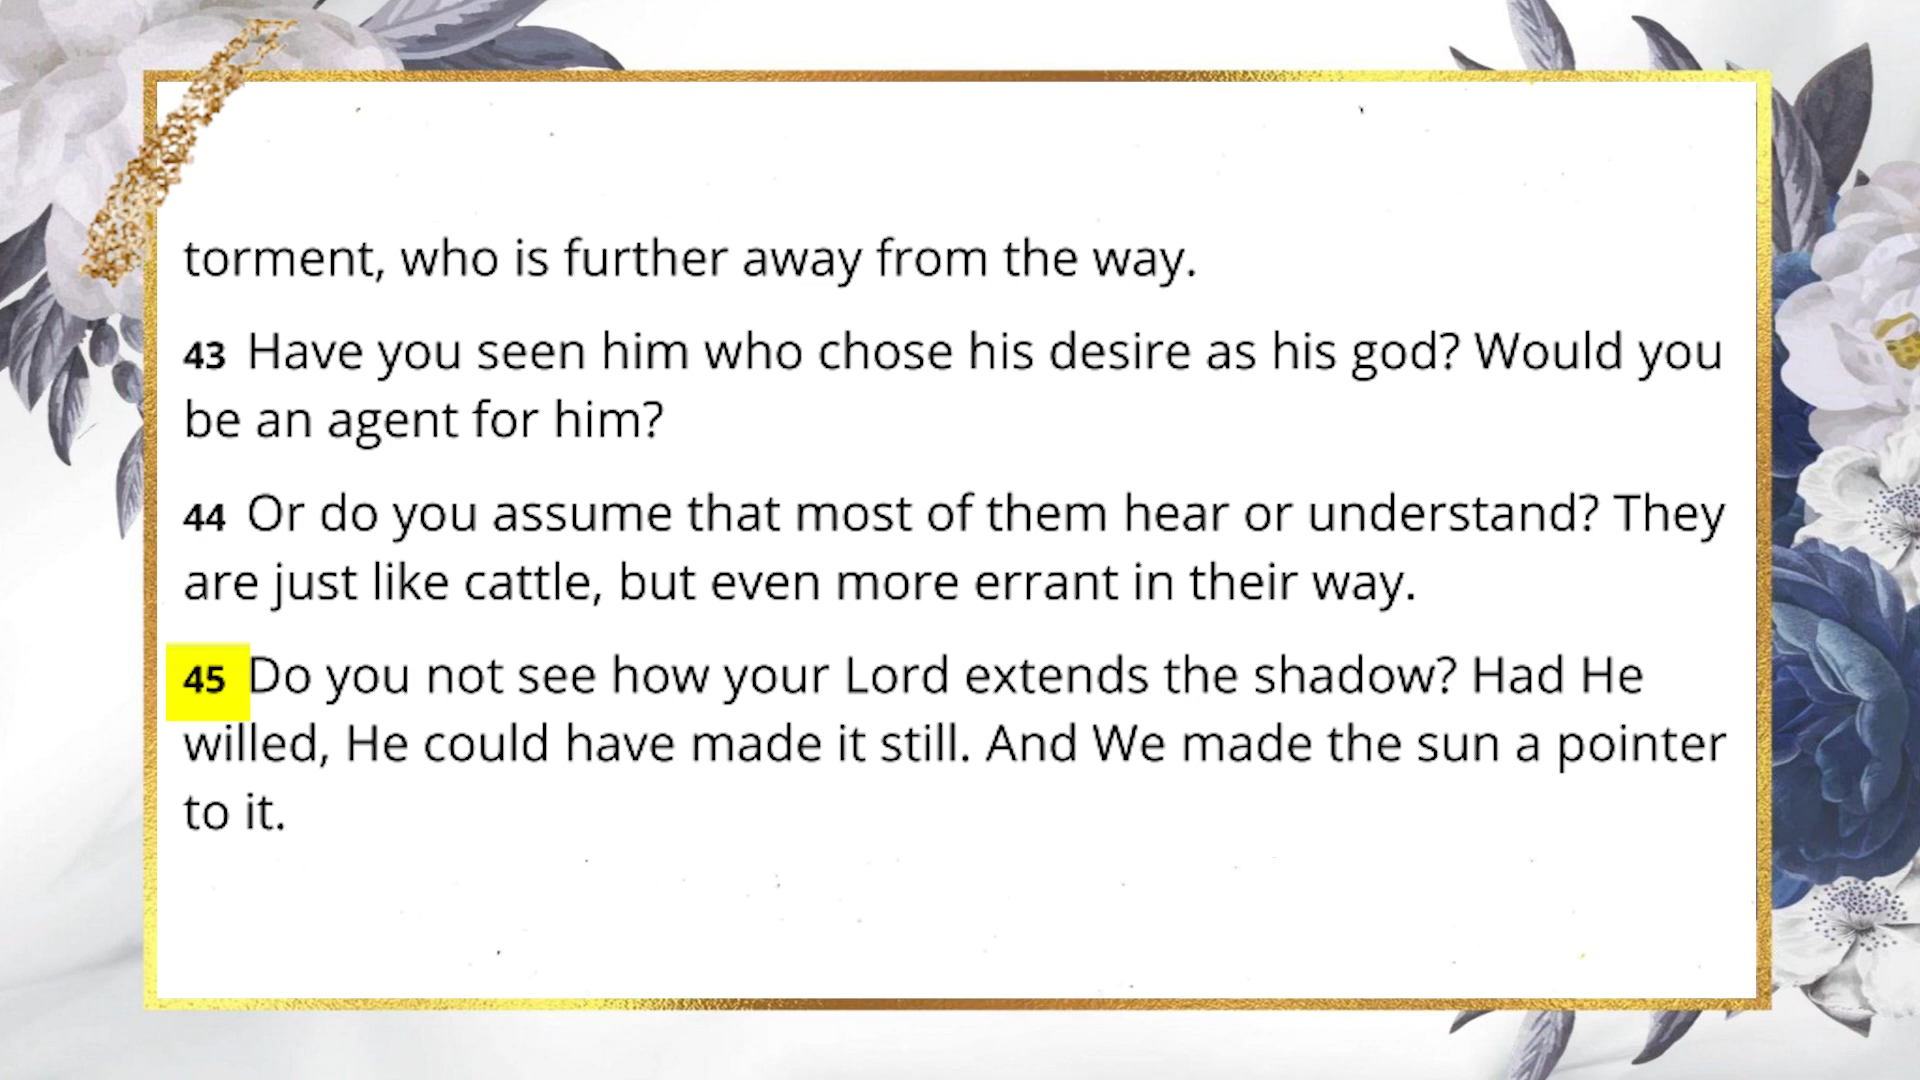 torment, who is further away from the way.
43 Have you seen him who chose his desire as his god? Would you
be an agent for him?
44 Or do you assume that most of them hear or understand? They
are just like cattle, but even more errant in their way.
45 Do you not see how your Lord extends the shadow? Had He
willed, He could have made it still. And We made the sun a pointer
to it.